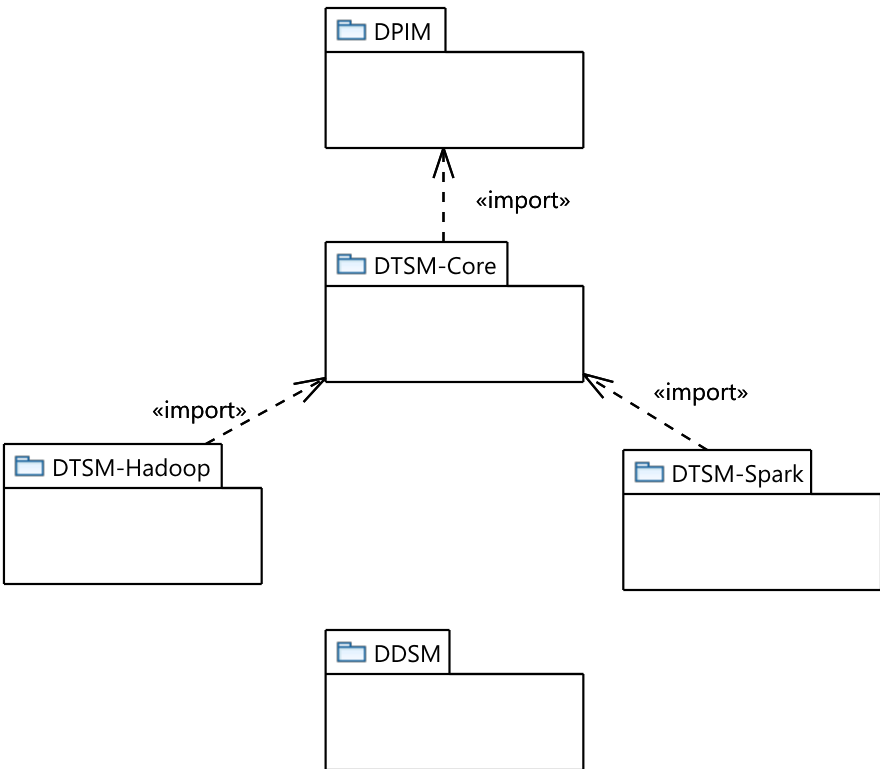 DPIM
«import»
DTSM-Core
«import»
«import»
DTSM-Hadoop
DTSM-Spark
DDSM